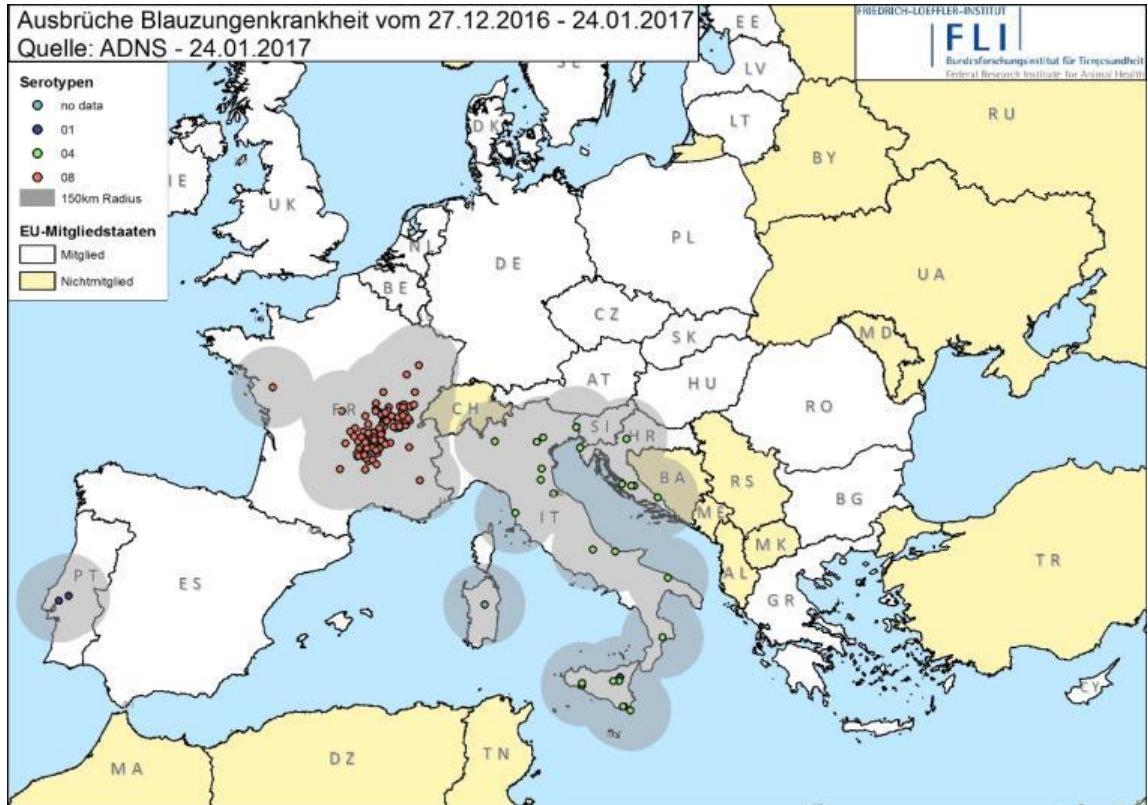 Ausbrüche Blauzungenkrankheit vom 27.12.2016 - 24.01.2017
Quelle: ADNS - 24.01.2017
FRIEDRICH-LOEFFLER-INSTITUT
FLI
Bundesforschungsinstitut für Tiergesundheit
Federal Research Institute for Animal Health
Serotypen
no data
01
04
08
150km Radius
EU-Mitgliedstaaten
Mitglied
Nichtmitglied
EE
SE
LV
RU
DK
LT
BY
IE
UK
NL
PL
DE
BE
UA
CZ
SK
MD
AT
HU
FR
CH
RO
SI
HR
BA
RS
IT
BG
ME
MK
PT
AL
TR
ES
GR
CY
MA
DZ
TN